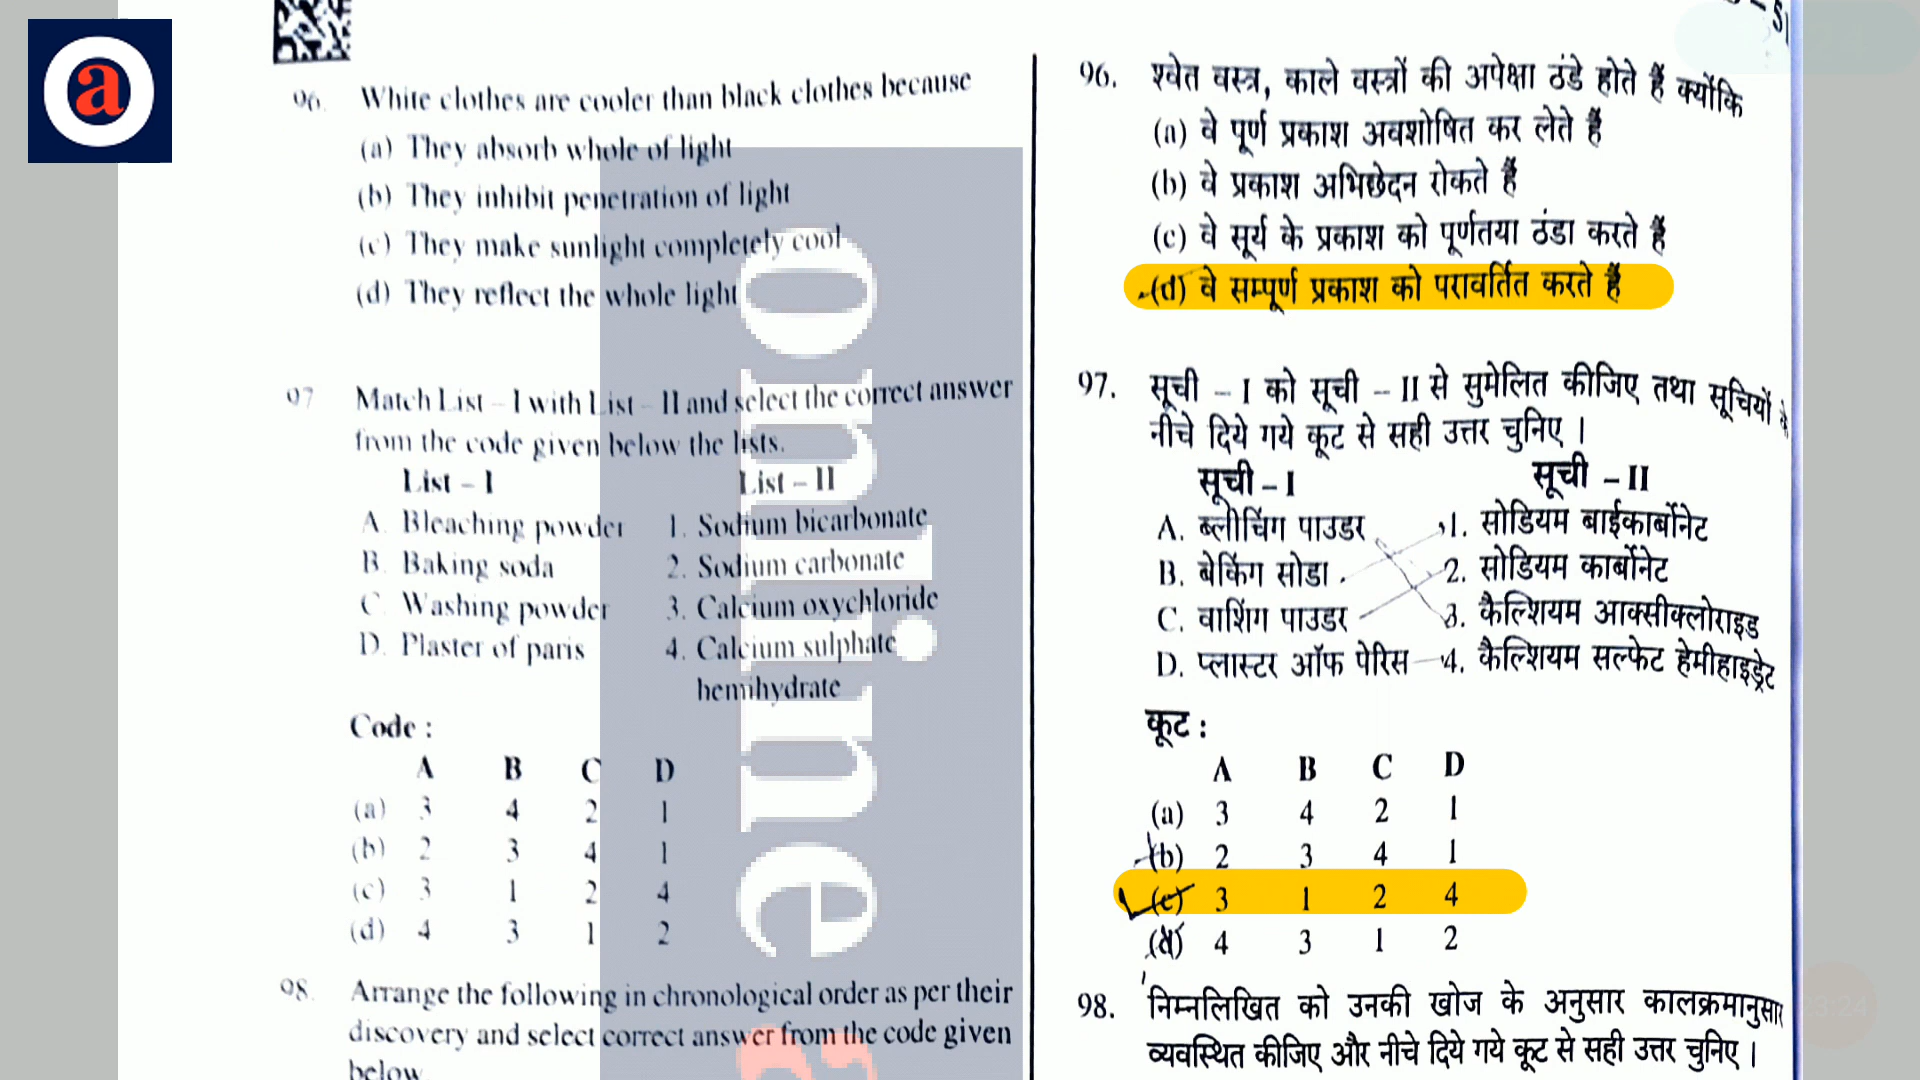 a
S
96. White clothes are cooler than black clothes because
(a) They absorb whole of light
(b) They inhibit penetration of light
(c) They make sunlight completely cool
(d) They reflect the whole light
97 Match List – I with List – II and select the correct answer
from the code given below the lists.
List – I List – II
A. Bleaching powder 1. Sodium bicarbonate
B. Baking soda 2. Sodium carbonate
C. Washing powder 3. Calcium oxychloride
D. Plaster of paris 4. Calcium sulphate
hemihydrate
Code :
A B C D
(a) 3 4 2 1
(b) 2 3 4 1
(c) 3 1 2 4
(d) 4 3 1 2
98. Arrange the following in chronological order as per their
discovery and select correct answer from the code given
below.
online
a
96. श्वेत वस्त्र, काले वस्त्रों की अपेक्षा ठंडे होते हैं क्योंकि
(a) वे पूर्ण प्रकाश अवशोषित कर लेते हैं
(b) वे प्रकाश अभिछेदन रोकते हैं
(c) वे सूर्य के प्रकाश को पूर्णतया ठंडा करते हैं
(d) वे सम्पूर्ण प्रकाश को परावर्तित करते हैं
97. सूची – I को सूची – II से सुमेलित कीजिए तथा सूचियों के
नीचे दिये गये कूट से सही उत्तर चुनिए ।
सूची – I सूची – II
A. ब्लीचिंग पाउडर 1. सोडियम बाईकार्बोनेट
B. बेकिंग सोडा 2. सोडियम कार्बोनेट
C. वाशिंग पाउडर 3. कैल्शियम आक्सीक्लोराइड
D. प्लास्टर ऑफ पेरिस 4. कैल्शियम सल्फेट हेमीहाइड्रेट
कूट :
A B C D
(a) 3 4 2 1
(b) 2 3 4 1
(c) 3 1 2 4
(d) 4 3 1 2
98. निम्नलिखित को उनकी खोज के अनुसार कालक्रमानुसार
व्यवस्थित कीजिए और नीचे दिये गये कूट से सही उत्तर चुनिए ।
23:24